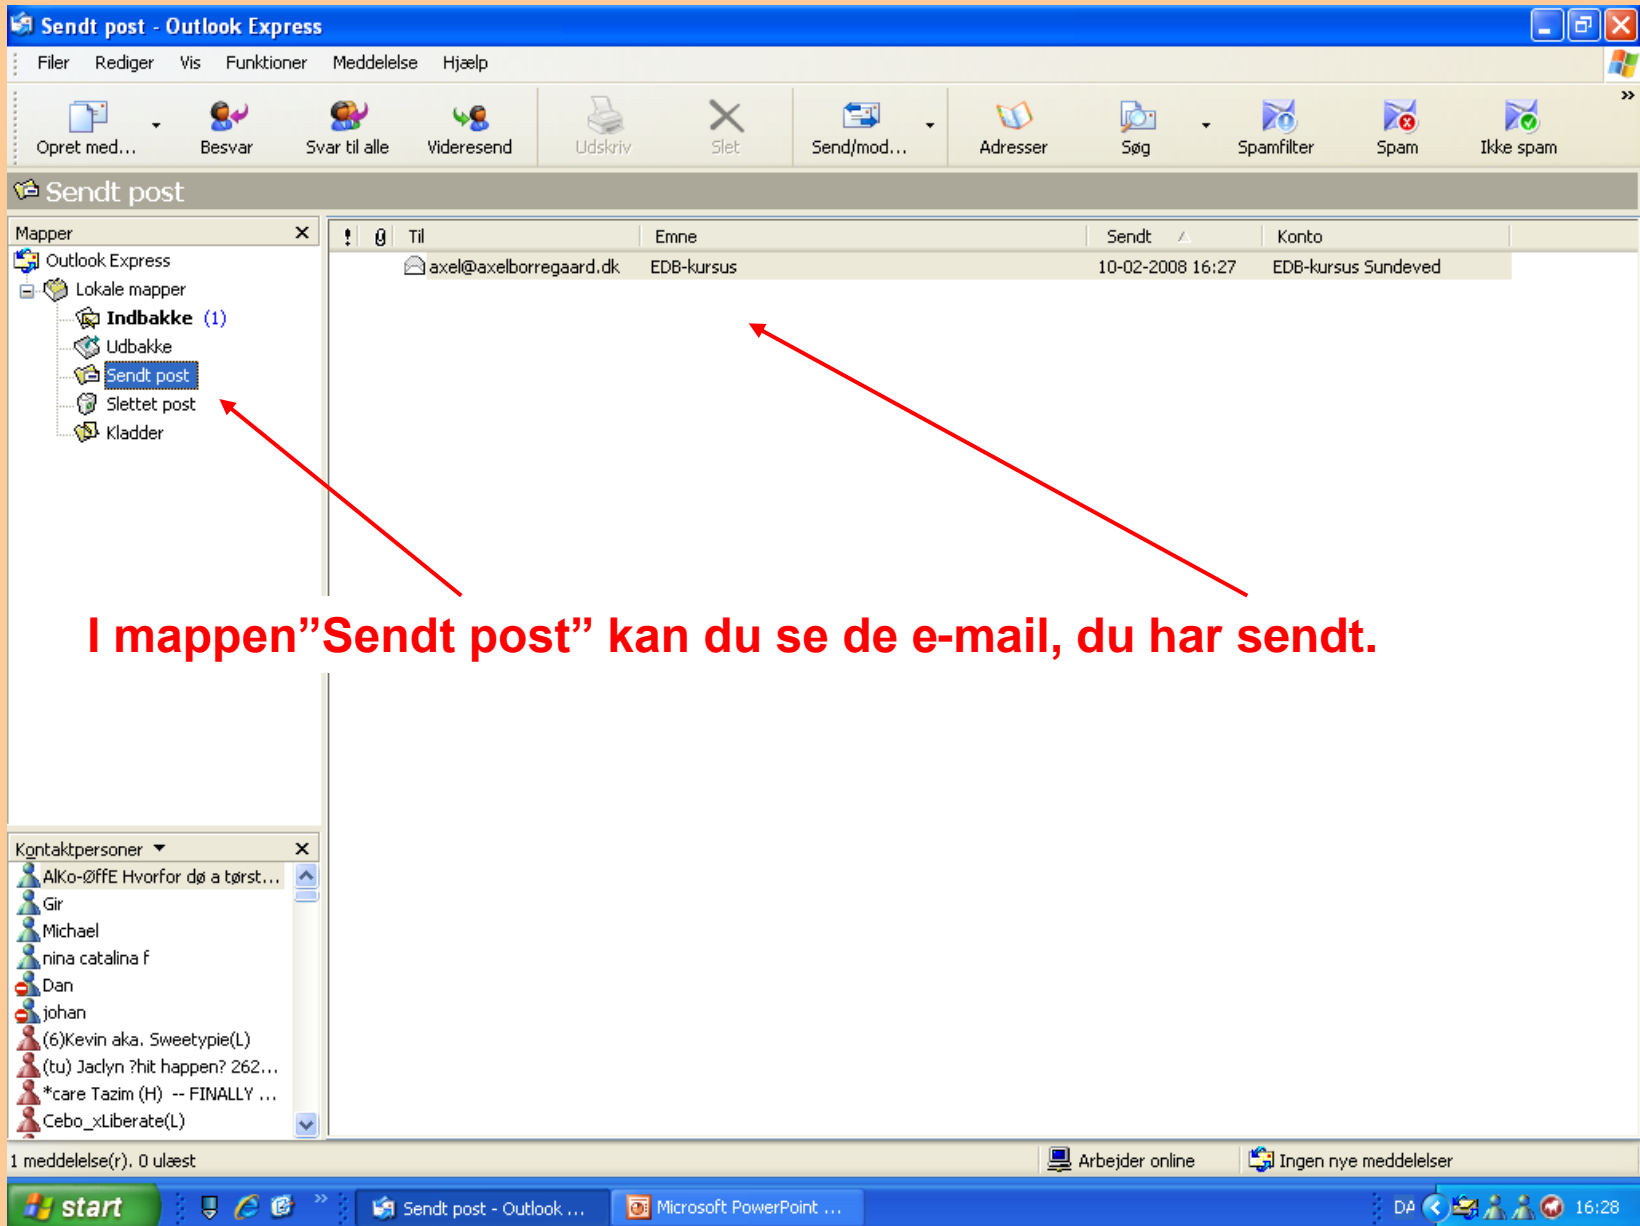 Sendt post - Outlook Express
Filer Rediger Vis Funktioner Meddelelse Hjælp
Opret med... Besvar Svar til alle Videresend Udskriv Slet Send/mod... Adresser Søg Spamfilter Spam Ikke spam
Sendt post
Mapper
! Til Emne Sendt Konto
Outlook Express
axel@axelborregaard.dk EDB-kursus 10-02-2008 16:27 EDB-kursus Sundeved
Lokale mapper
Indbakke (1)
Udbakke
Sendt post
Slettet post
Kladder
I mappen”Sendt post” kan du se de e-mail, du har sendt.
Kontaktpersoner
AlKo-ØffE Hvorfor dø a tørst...
Gir
Michael
nina catalina f
Dan
johan
(6)Kevin aka. Sweetypie(L)
(tu) Jaclyn ?hit happen? 262...
*care Tazim (H) -- FINALLY ...
Cebo_xLiberate(L)
1 meddelelse(r). 0 ulæst Arbejder online Ingen nye meddelelser
start Sendt post - Outlook ... Microsoft PowerPoint ... DA 16:28